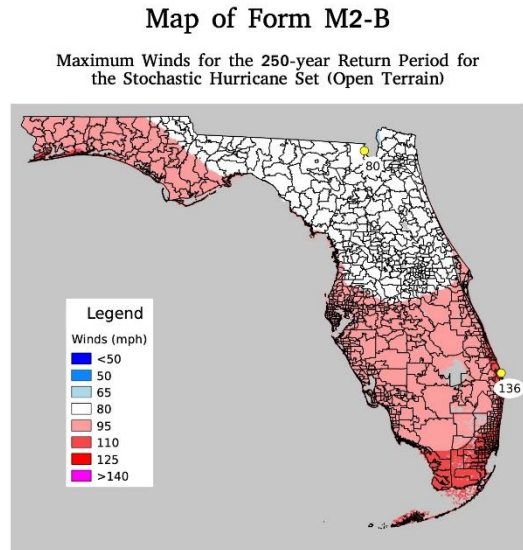 Map of Form M2-B
Maximum Winds for the 250-year Return Period for
the Stochastic Hurricane Set (Open Terrain)
80
136
Legend
Winds (mph)
<50
50
65
80
95
110
125
>140